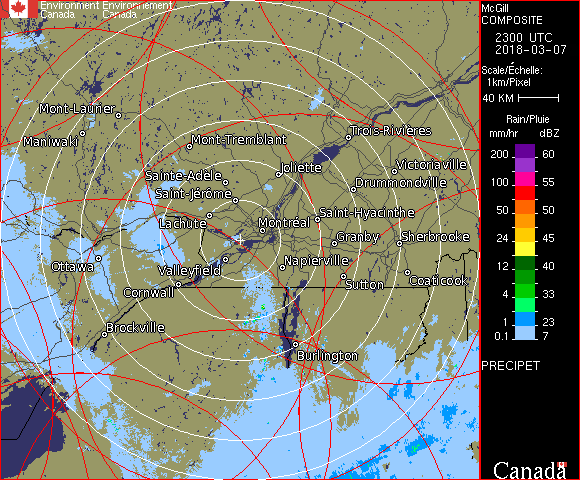 Environment Environnement
Canada Canada
McGill
COMPOSITE
2300 UTC
2018-03-07
Scale/Échelle:
1km/Pixel
40 KM
Rain/Pluie
mm/hr dBZ
200 60
100 55
50 50
24 45
12 40
4 33
1 23
0.1 7
PRECIPET
Canada
Mont-Laurier
Maniwaki
Mont-Tremblant
Trois-Rivières
Sainte-Adèle
Joliette
Victoriaville
Saint-Jérôme
Drummondville
Lachute
Montréal
Saint-Hyacinthe
Granby
Sherbrooke
Ottawa
Valleyfield
Napierville
Cornwall
Sutton
Coaticook
Brockville
Burlington